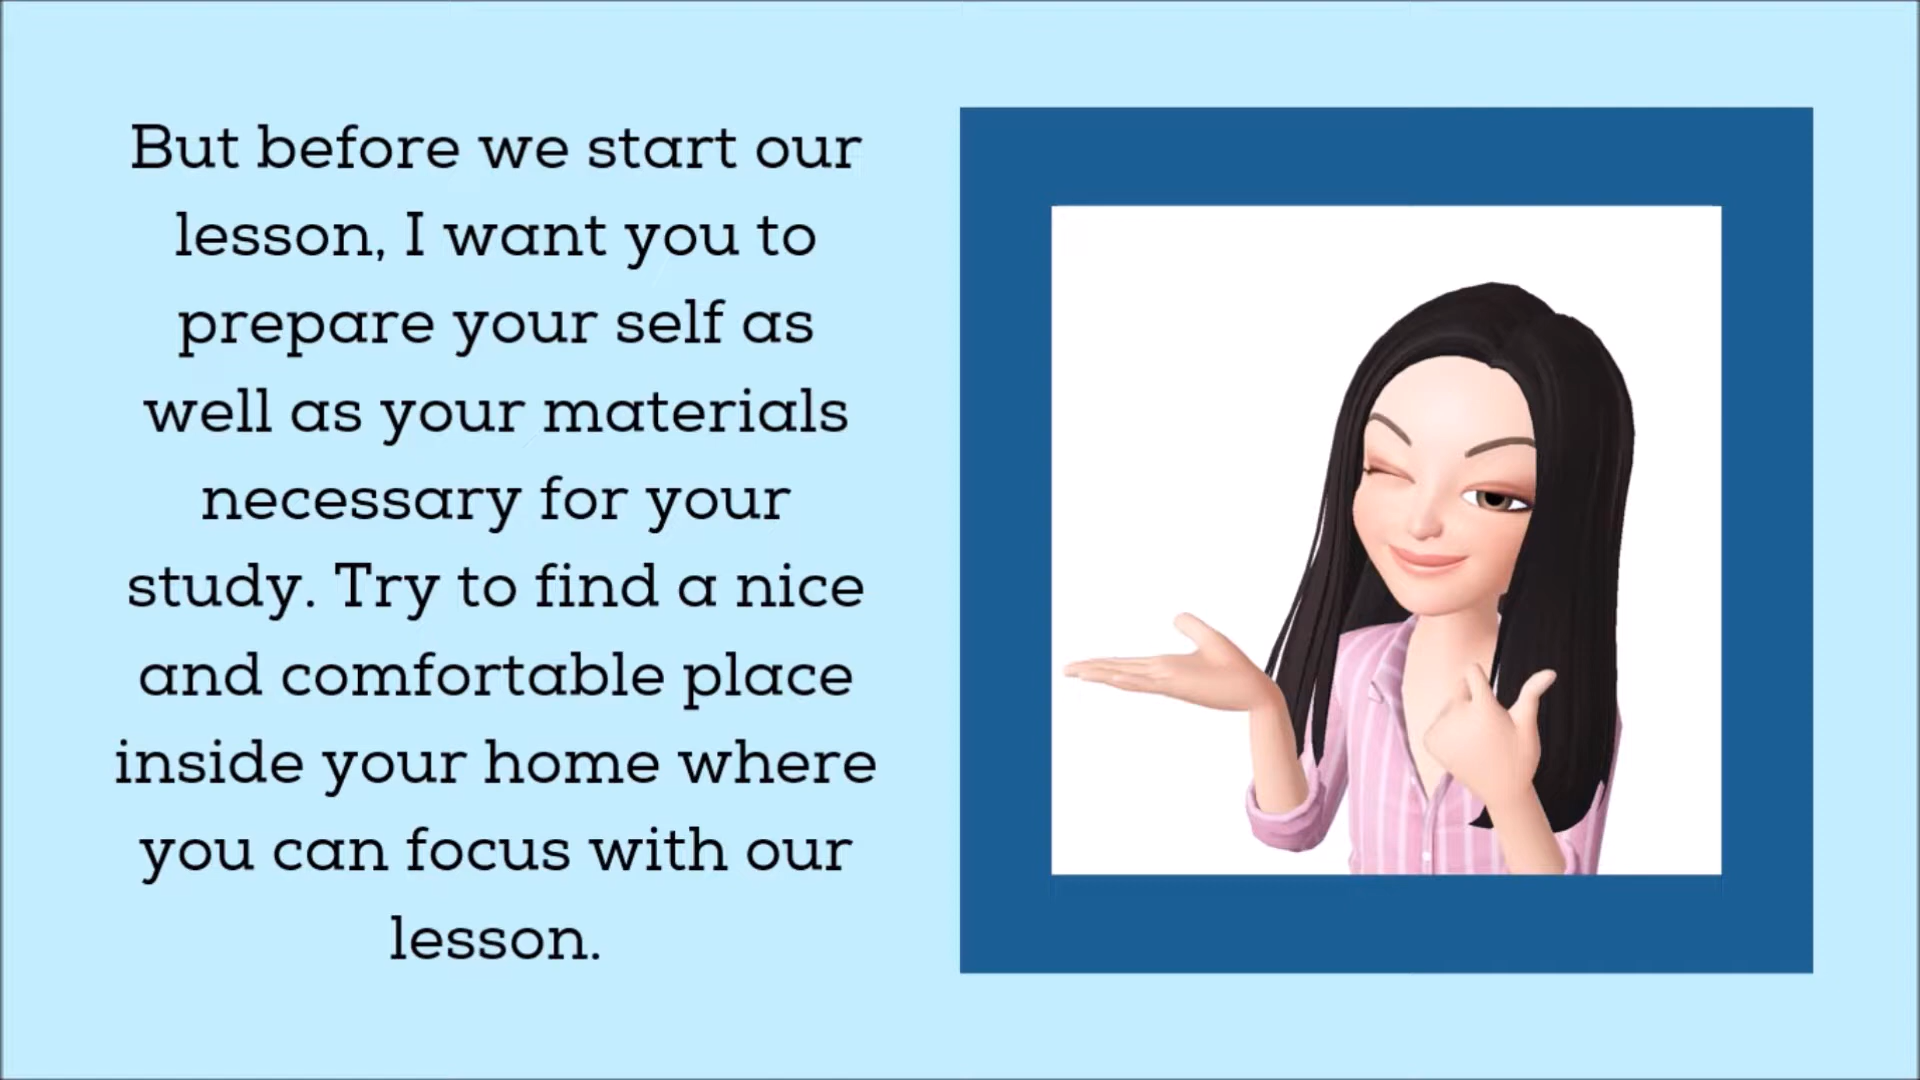 But before we start our
lesson, I want you to
prepare your self as
well as your materials
necessary for your
study. Try to find a nice
and comfortable place
inside your home where
you can focus with our
lesson.